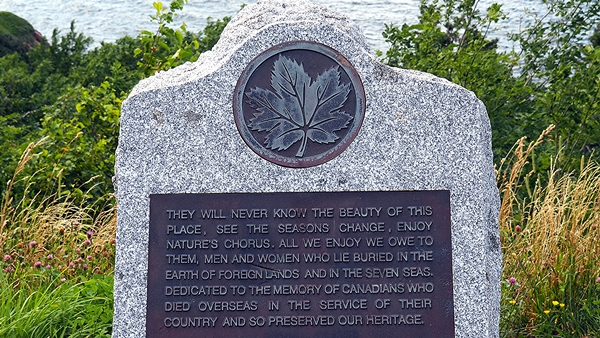 THEY WILL NEVER KNOW THE BEAUTY OF THIS
PLACE, SEE THE SEASONS CHANGE, ENJOY
NATURE'S CHORUS. ALL WE ENJOY WE OWE TO
THEM, MEN AND WOMEN WHO LIE BURIED IN THE
EARTH OF FOREIGN LANDS AND IN THE SEVEN SEAS.
DEDICATED TO THE MEMORY OF CANADIANS WHO
DIED OVERSEAS IN THE SERVICE OF THEIR
COUNTRY AND SO PRESERVED OUR HERITAGE.